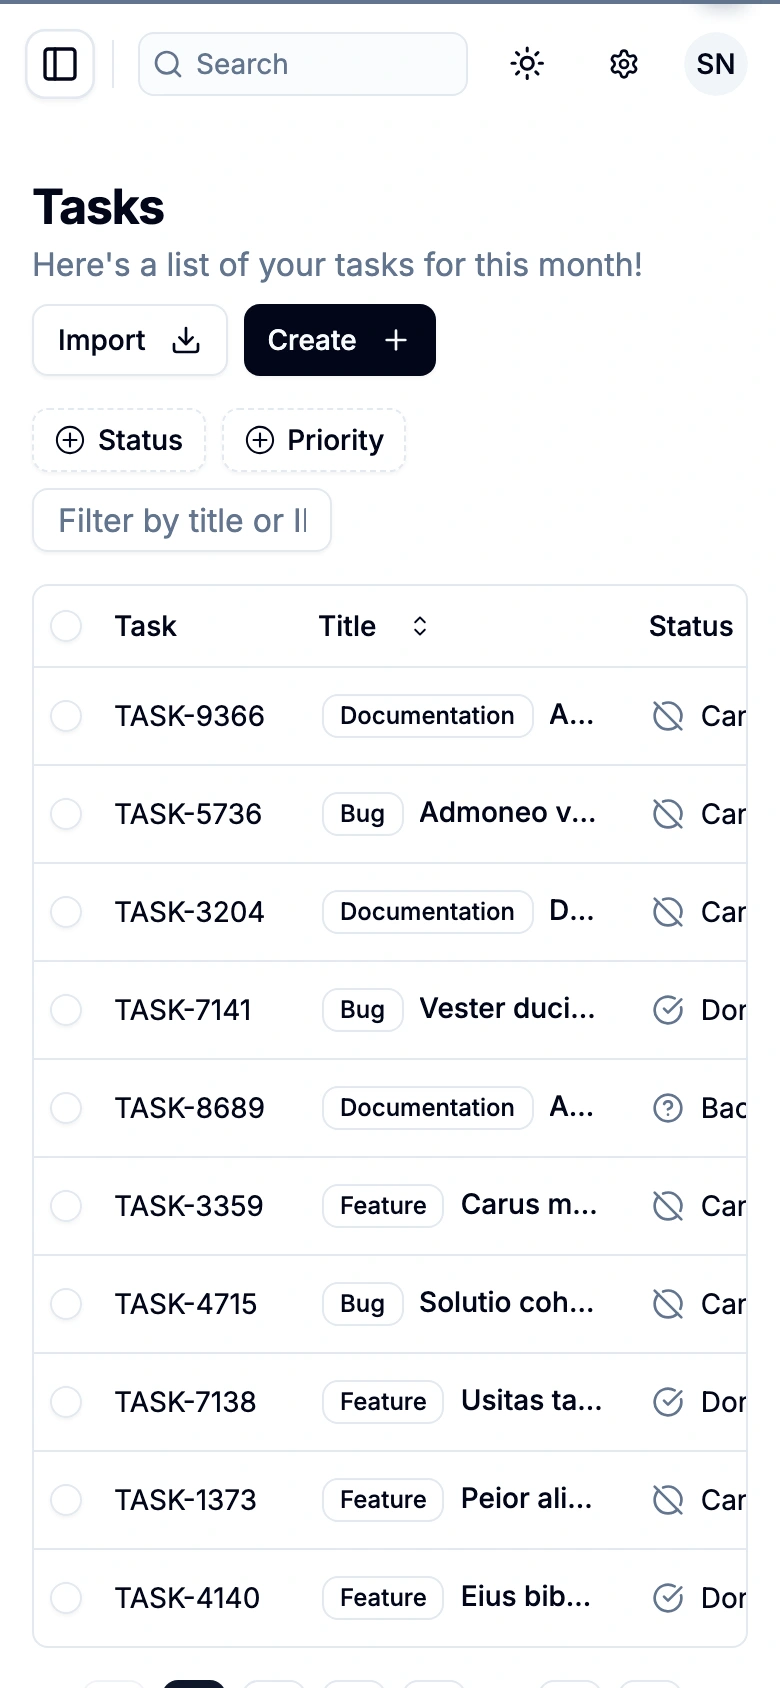 Search SN
Tasks
Here's a list of your tasks for this month!
Import Create
Status Priority
Filter by title or
Task Title Status
TASK-9366 Documentation A...
TASK-5736 Bug Admoneo v...
TASK-3204 Documentation D...
TASK-7141 Bug Vester duci...
TASK-8689 Documentation A...
TASK-3359 Feature Carus m...
TASK-4715 Bug Solutio coh...
TASK-7138 Feature Usitas ta...
TASK-1373 Feature Peior ali...
TASK-4140 Feature Eius bib...